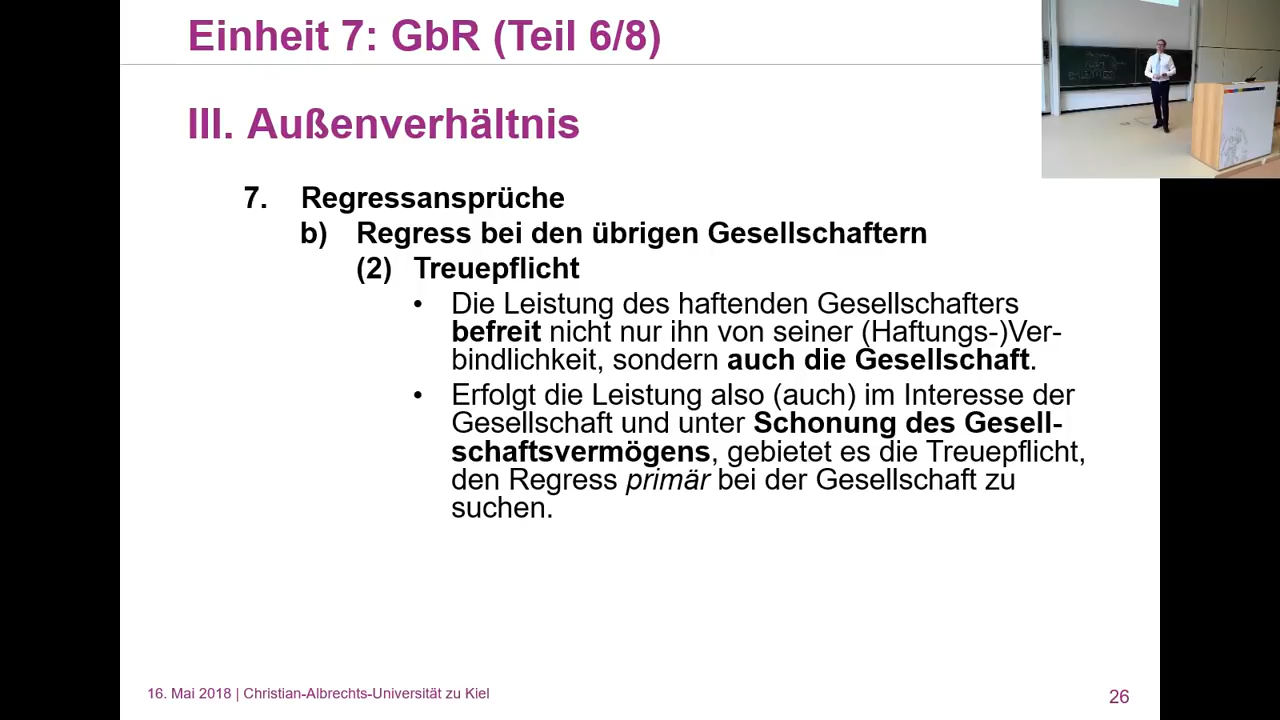 Einheit 7: GbR (Teil 6/8)
III. Außenverhältnis
7. Regressansprüche
b) Regress bei den übrigen Gesellschaftern
(2) Treuepflicht
• Die Leistung des haftenden Gesellschafters
befreit nicht nur ihn von seiner (Haftungs-)Ver-
bindlichkeit, sondern auch die Gesellschaft.
• Erfolgt die Leistung also (auch) im Interesse der
Gesellschaft und unter Schonung des Gesell-
schaftsvermögens, gebietet es die Treuepflicht,
den Regress primär bei der Gesellschaft zu
suchen.
16. Mai 2018 | Christian-Albrechts-Universität zu Kiel
26